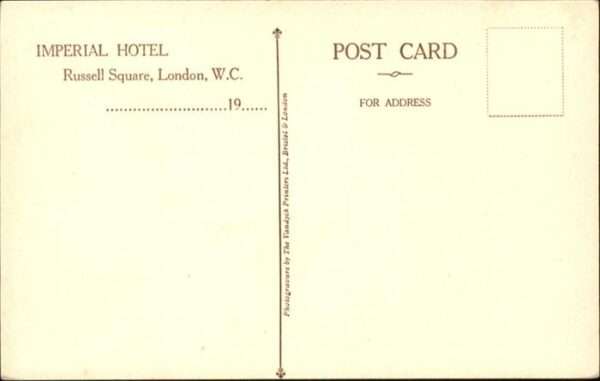 IMPERIAL HOTEL
Russell Square, London, W.C.
19
Photogravure by The Vandyck Printers Ltd., Bristol & London
POST CARD
FOR ADDRESS